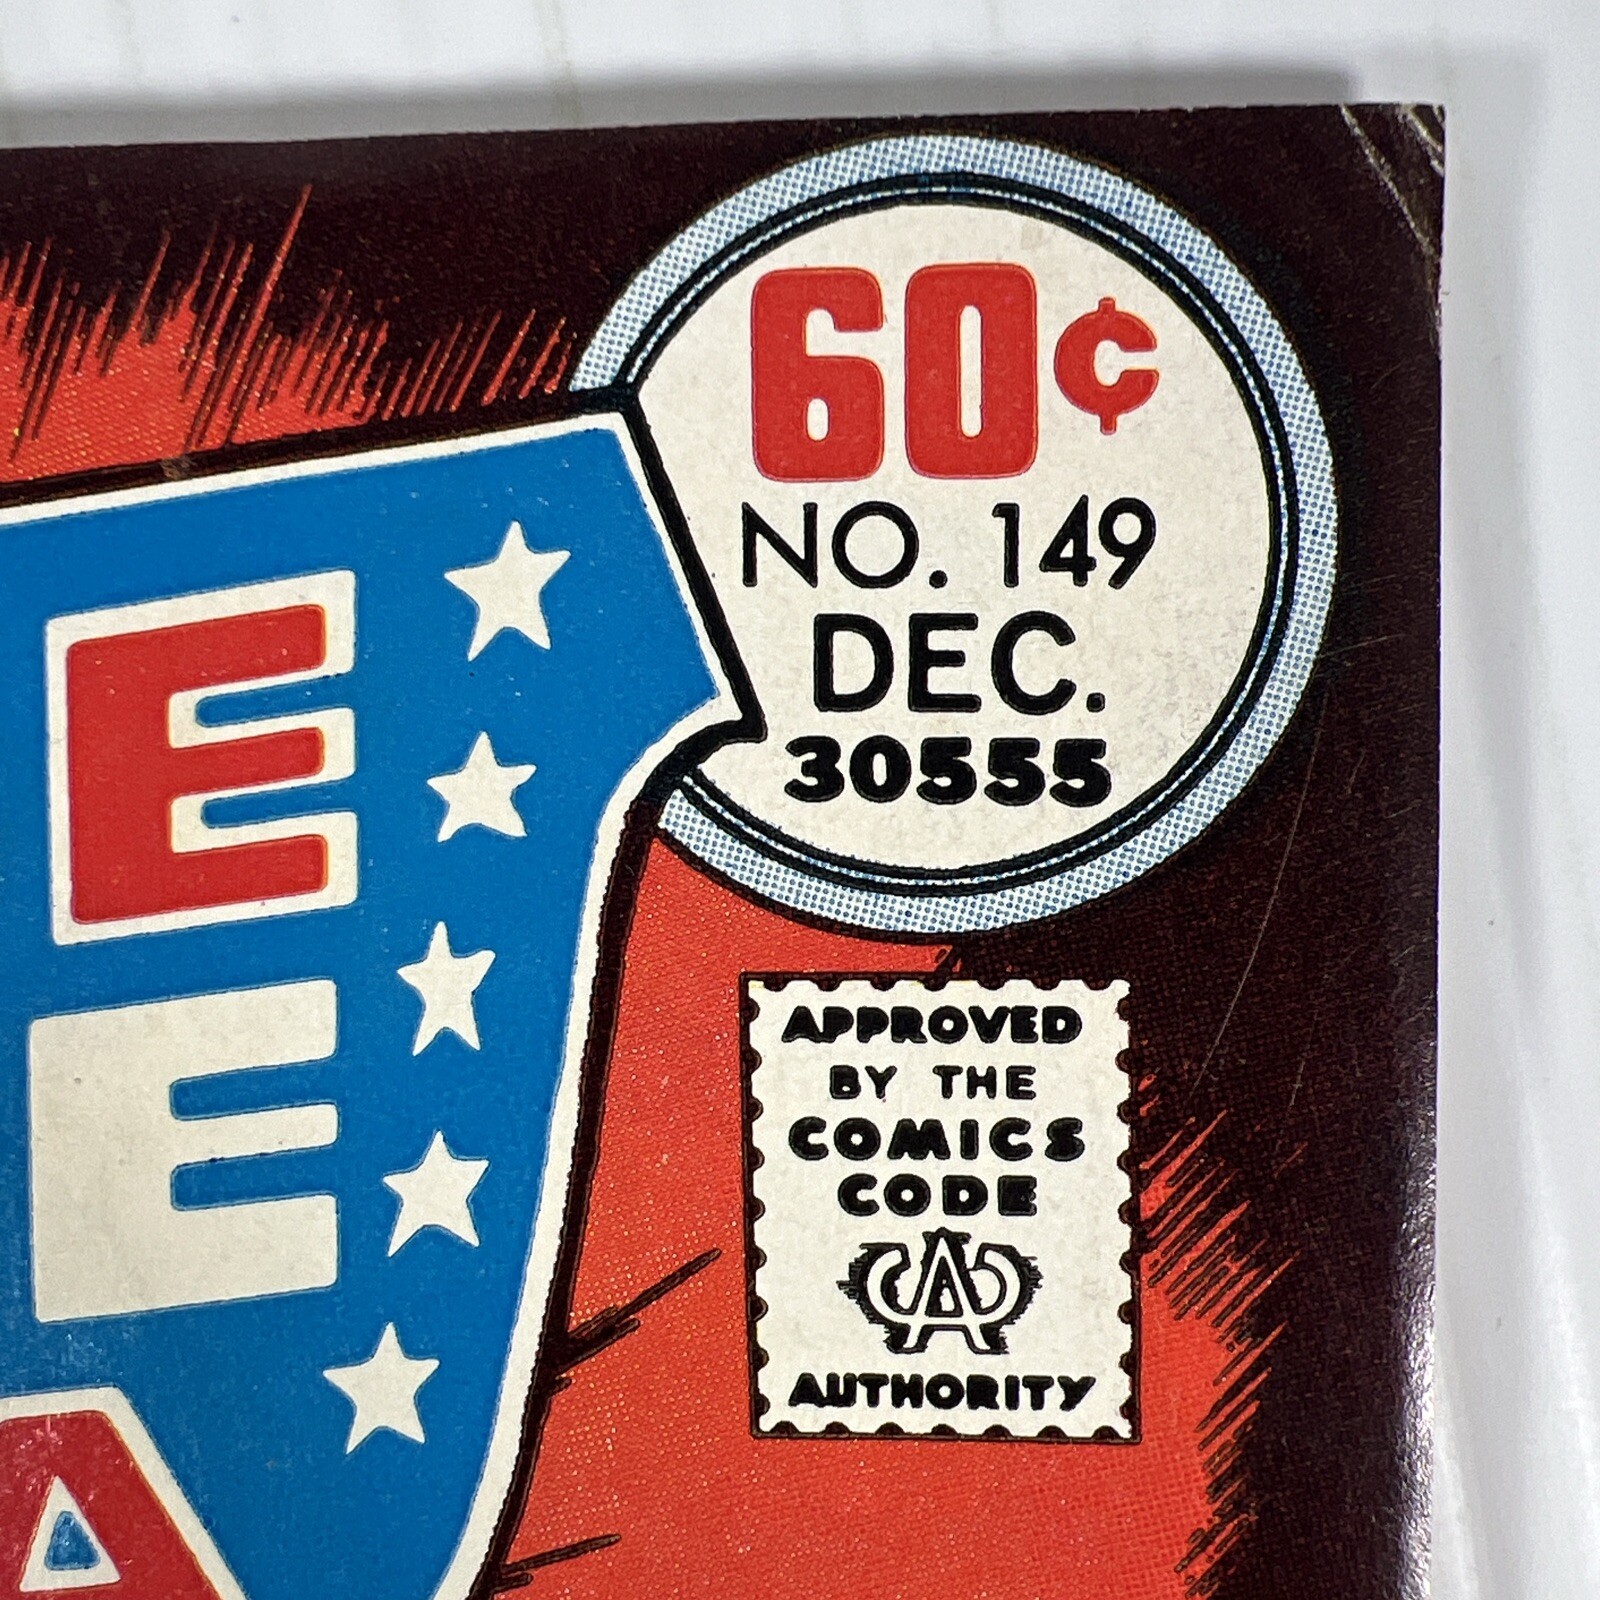 60¢
NO. 149
DEC.
30555
E
E
A
APPROVED
BY THE
COMICS
CODE
CA
AUTHORITY